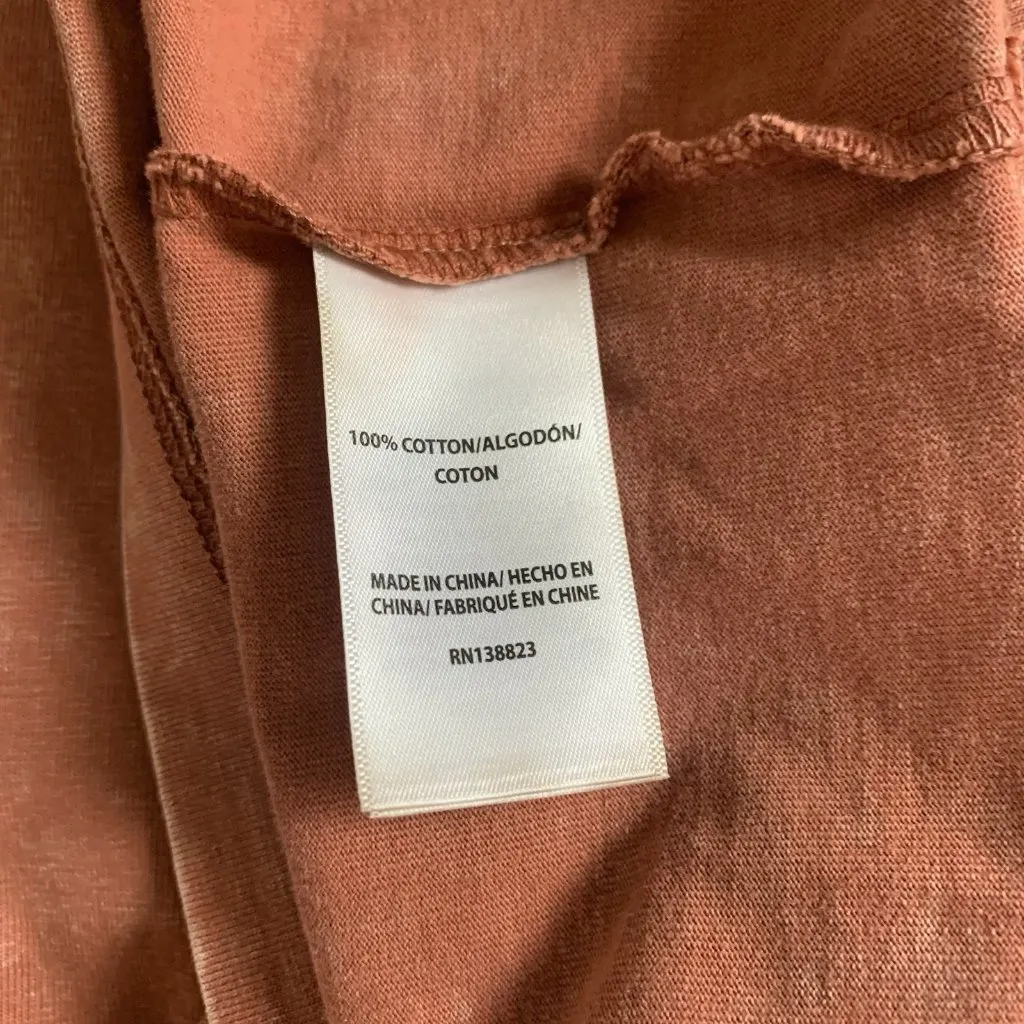 100% COTTON/ALGODÓN/
COTON
MADE IN CHINA/ HECHO EN
CHINA/ FABRIQUÉ EN CHINE
RN138823